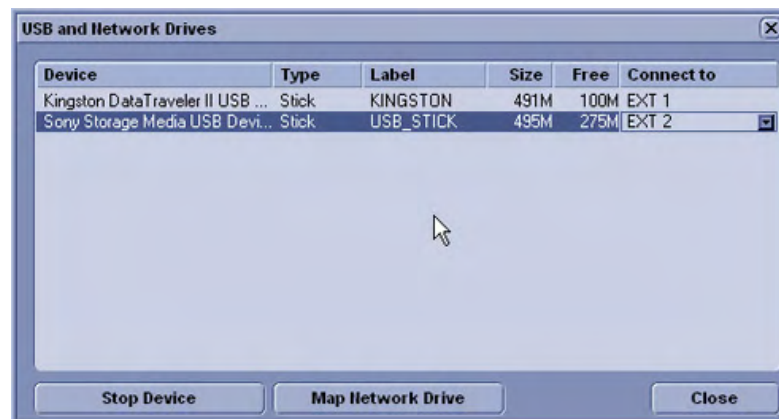 USB and Network Drives
Device Type Label Size Free Connect to
Kingston DataTraveler II USB ... Stick KINGSTON 491M 100M EXT 1
Sony Storage Media USB Devi... Stick USB_STICK 495M 275M EXT 2
Stop Device Map Network Drive Close